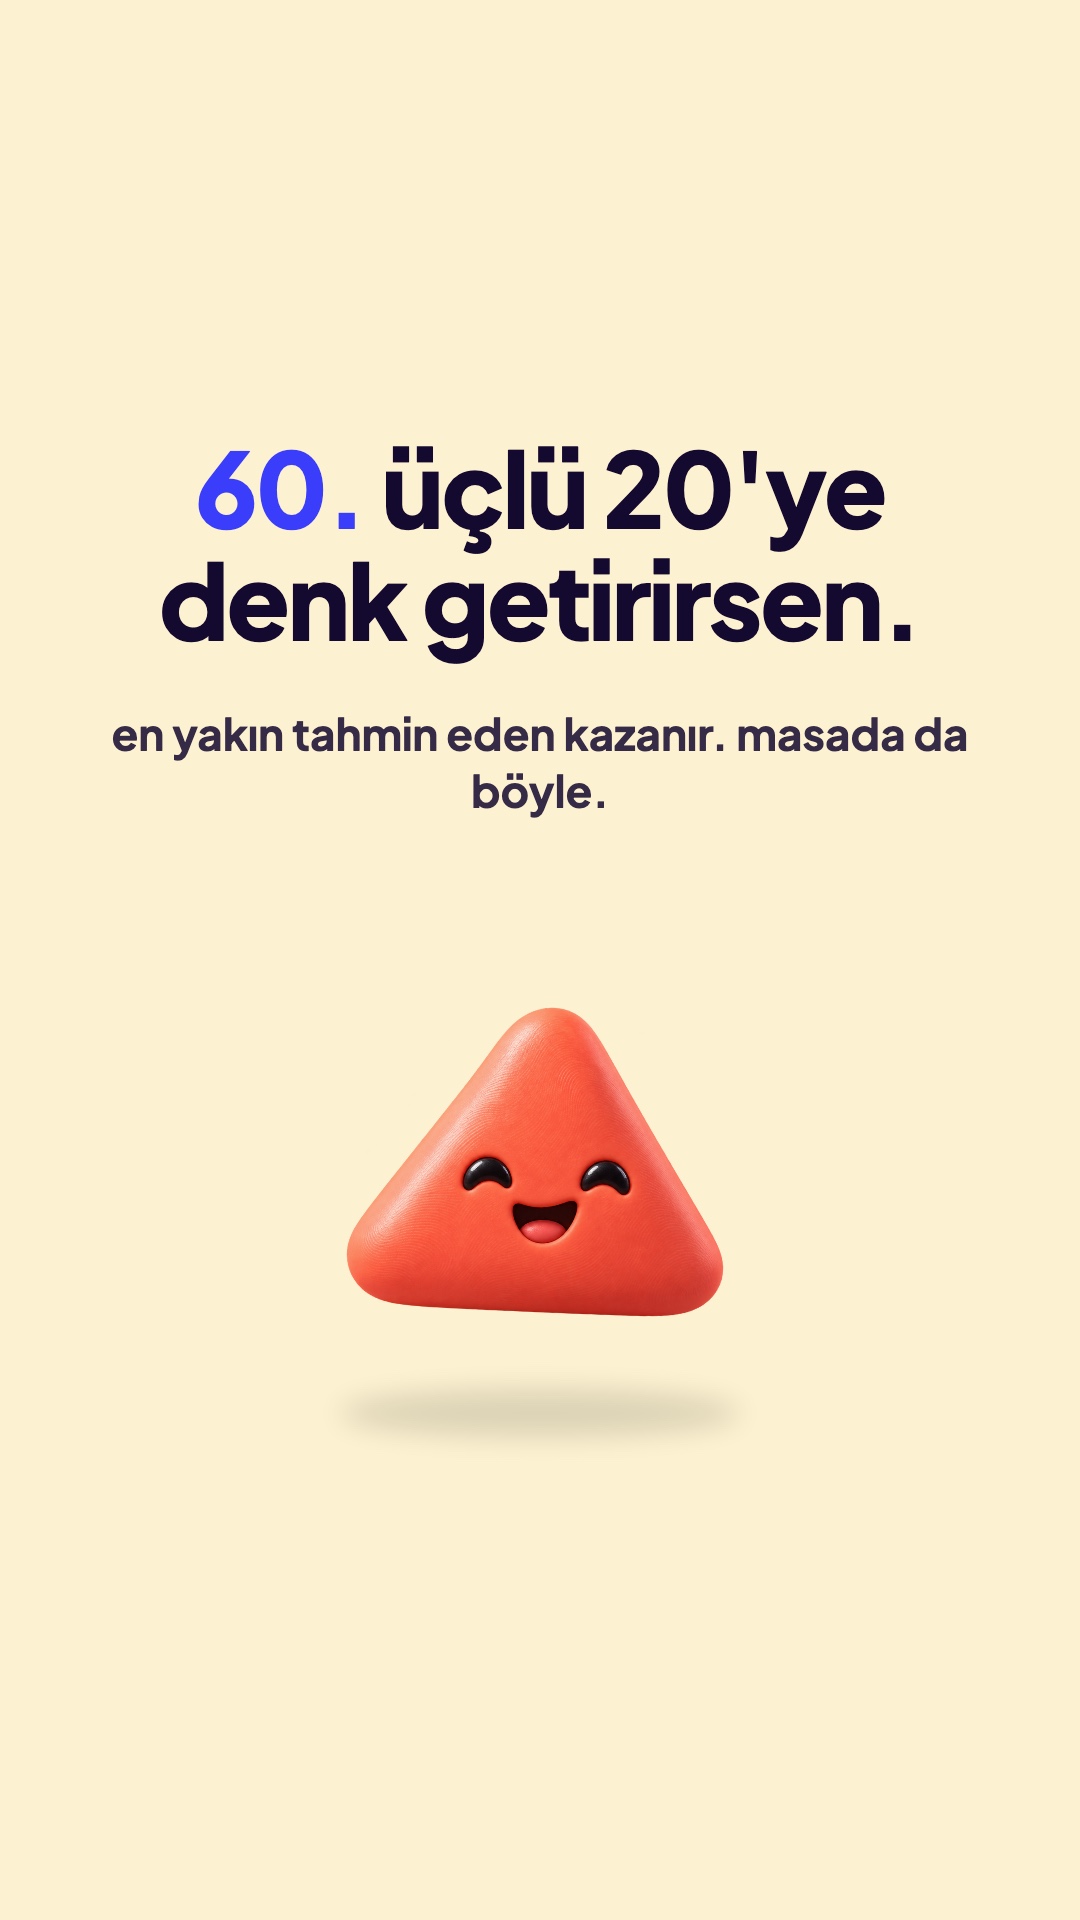 60. üçlü 20'ye
denk getirirsen.
en yakın tahmin eden kazanır. masada da
böyle.